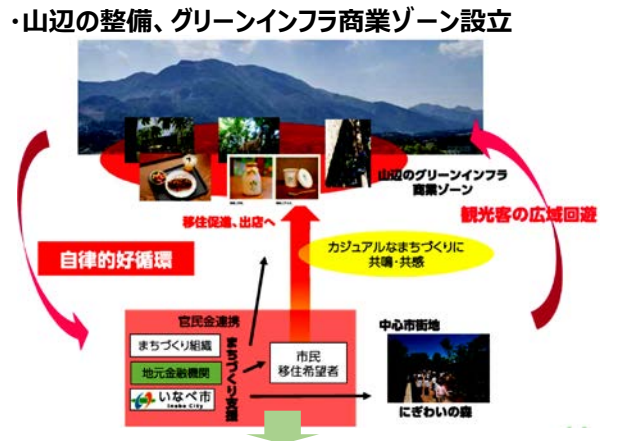 ・山辺の整備、グリーンインフラ商業ゾーン設立
山辺のグリーンインフラ
商業ゾーン
移住促進、出店へ
観光客の広域回遊
自律的好循環
カジュアルなまちづくりに
共鳴・共感
官民金連携
まちづくり組織
地元金融機関
いなべ市
Inabe City
まちづくり支援
市民
移住希望者
中心市街地
にぎわいの森